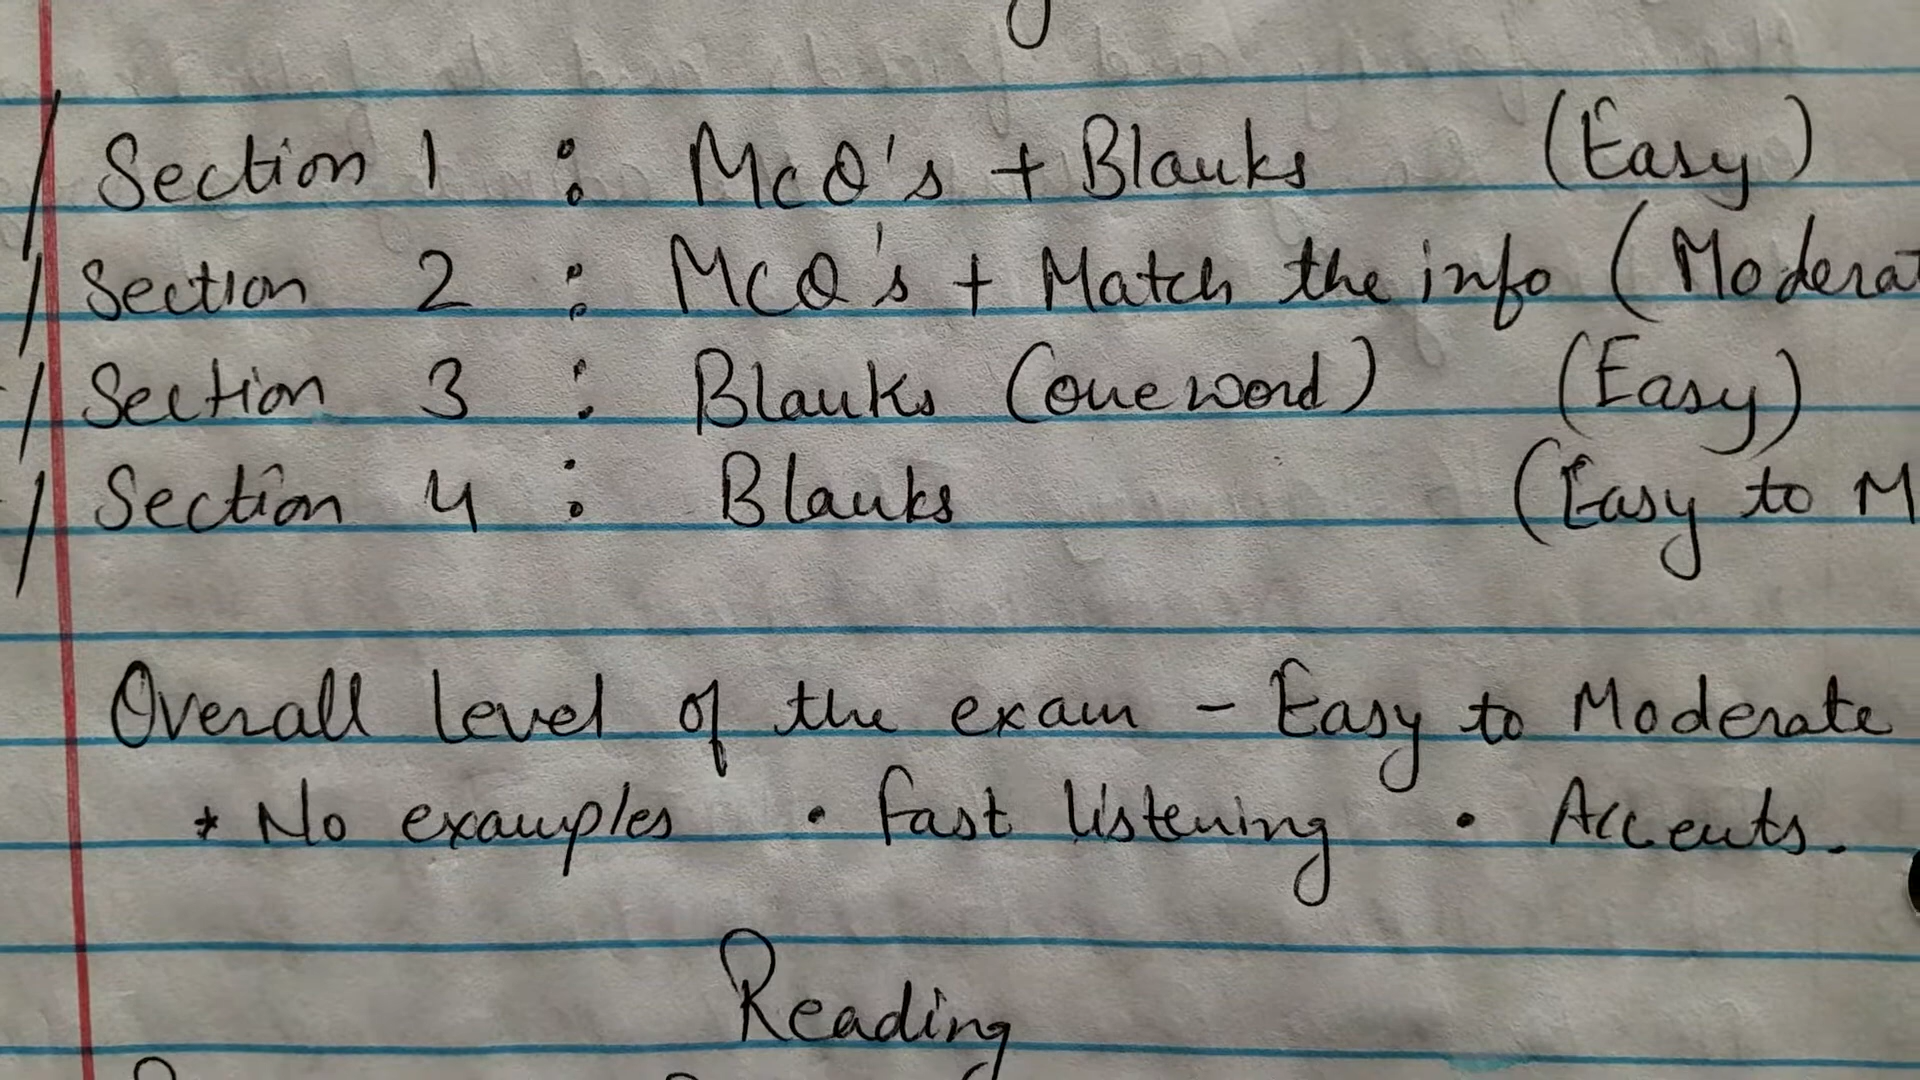 Section 1 : McQ's + Blanks (Easy)
Section 2 : MCQ's + Match the info (Moderat
Section 3 : Blanks (one word) (Easy)
Section 4 : Blanks (Easy to M
Overall level of the exam - Easy to Moderate
* No examples • fast listening • Accents.
Reading